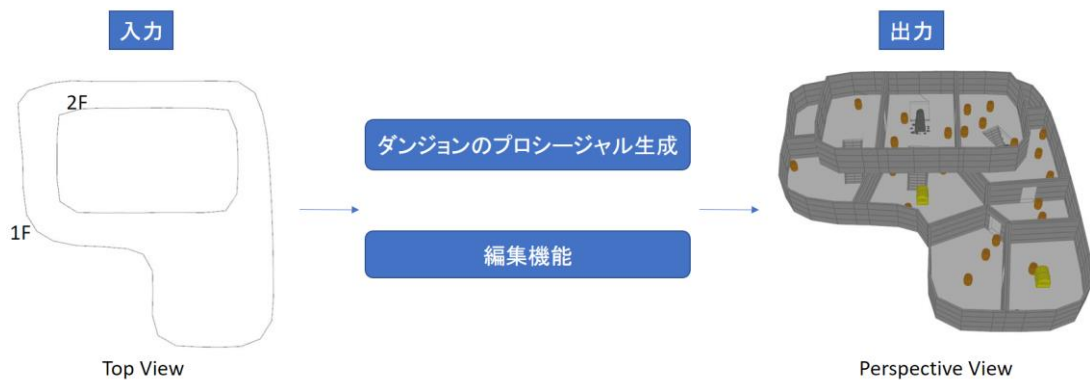 入力
出力
2F
1F
ダンジョンのプロシージャル生成
編集機能
Top View
Perspective View